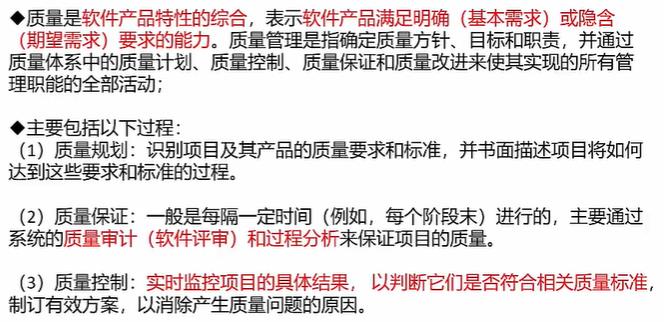 ◆质量是软件产品特性的综合，表示软件产品满足明确（基本需求）或隐含
（期望需求）要求的能力。质量管理是指确定质量方针、目标和职责，并通过
质量体系中的质量计划、质量控制、质量保证和质量改进来使其实现的所有管
理职能的全部活动；
◆主要包括以下过程：
（1）质量规划：识别项目及其产品的质量要求和标准，并书面描述项目将如何
达到这些要求和标准的过程。
（2）质量保证：一般是每隔一定时间（例如，每个阶段末）进行的，主要通过
系统的质量审计（软件评审）和过程分析来保证项目的质量。
（3）质量控制：实时监控项目的具体结果， 以判断它们是否符合相关质量标准，
制订有效方案，以消除产生质量问题的原因。